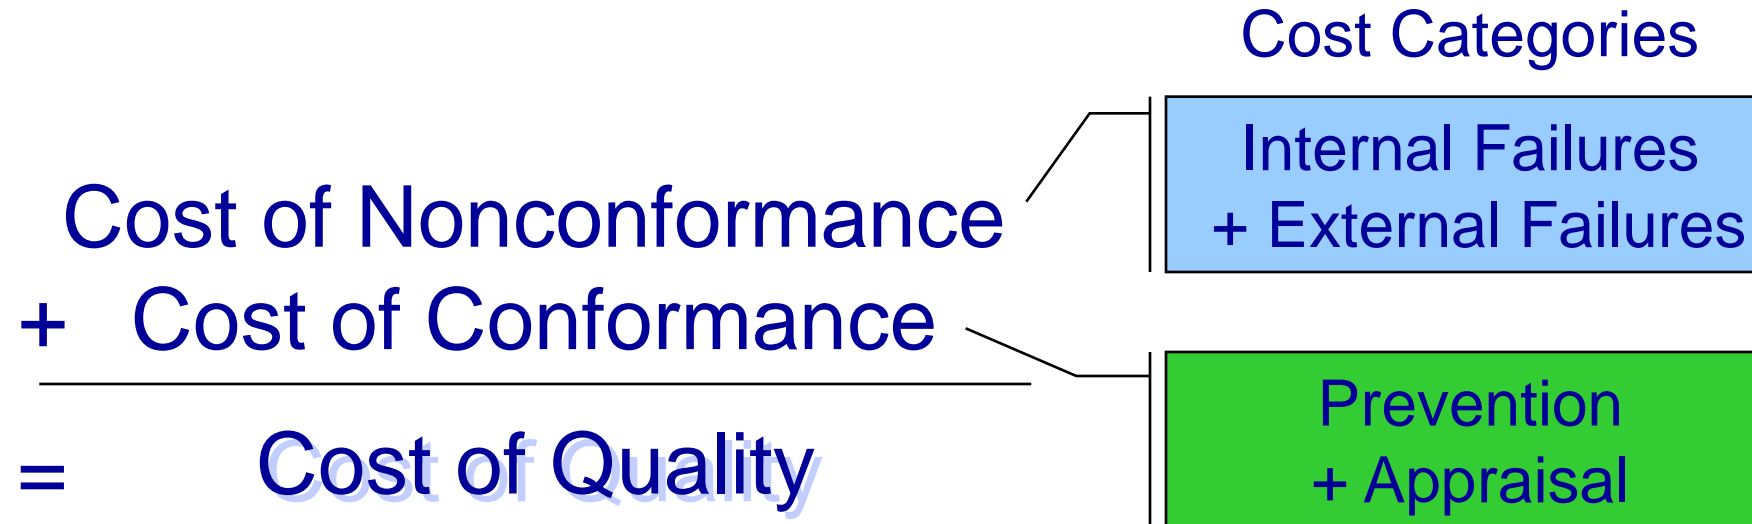 Cost Categories
Internal Failures
+ External Failures
Cost of Nonconformance
+ Cost of Conformance
= Cost of Quality
Prevention
+ Appraisal